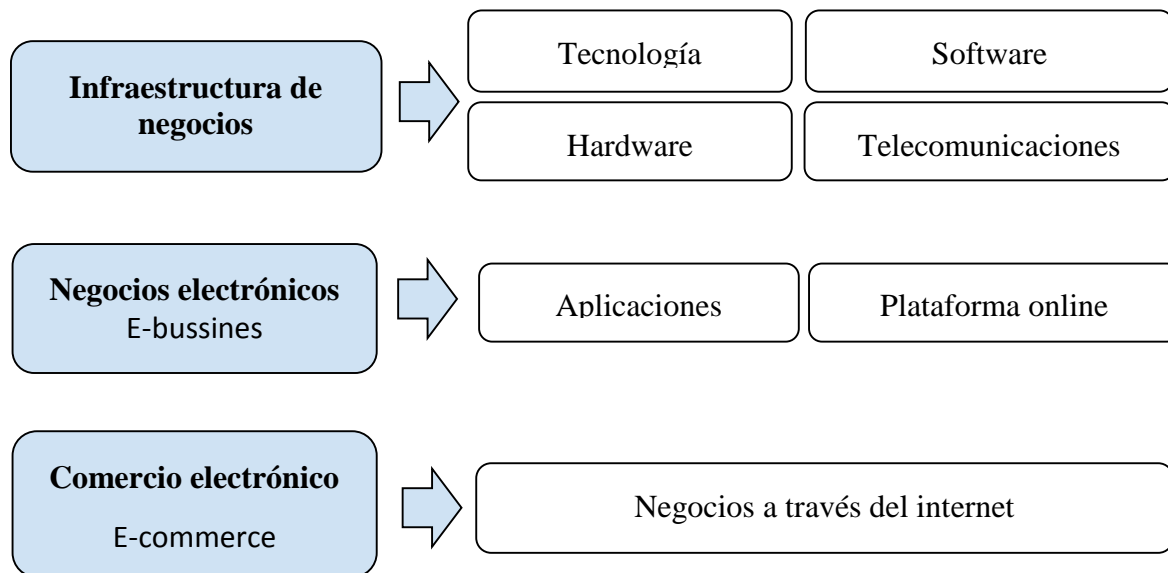 Infraestructura de
negocios
Tecnología
Software
Hardware
Telecomunicaciones
Negocios electrónicos
E-bussines
Aplicaciones
Plataforma online
Comercio electrónico
E-commerce
Negocios a través del internet